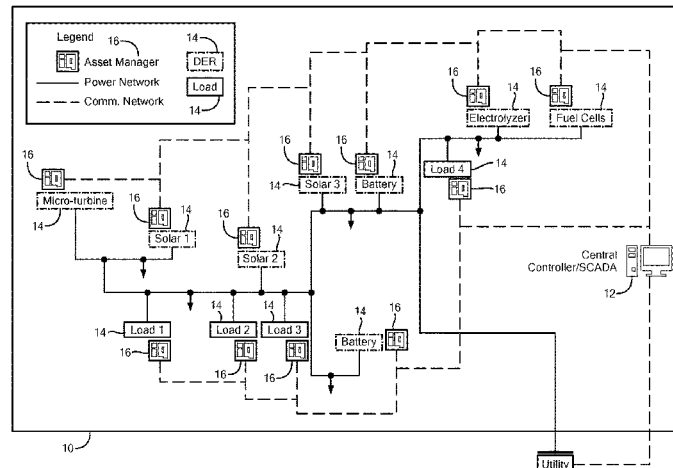 Legend
16
Asset Manager
14
DER
Power Network
Load
Comm. Network
14
16
Electrolyzer
14
16
Fuel Cells
14
16
Solar 3
14
16
Battery
14
Load 4
14
16
16
Micro-turbine
14
16
Solar 1
14
16
Solar 2
14
Central
Controller/SCADA
12
Load 1
14
16
Load 2
14
16
Load 3
14
16
Battery
14
16
10
Utility